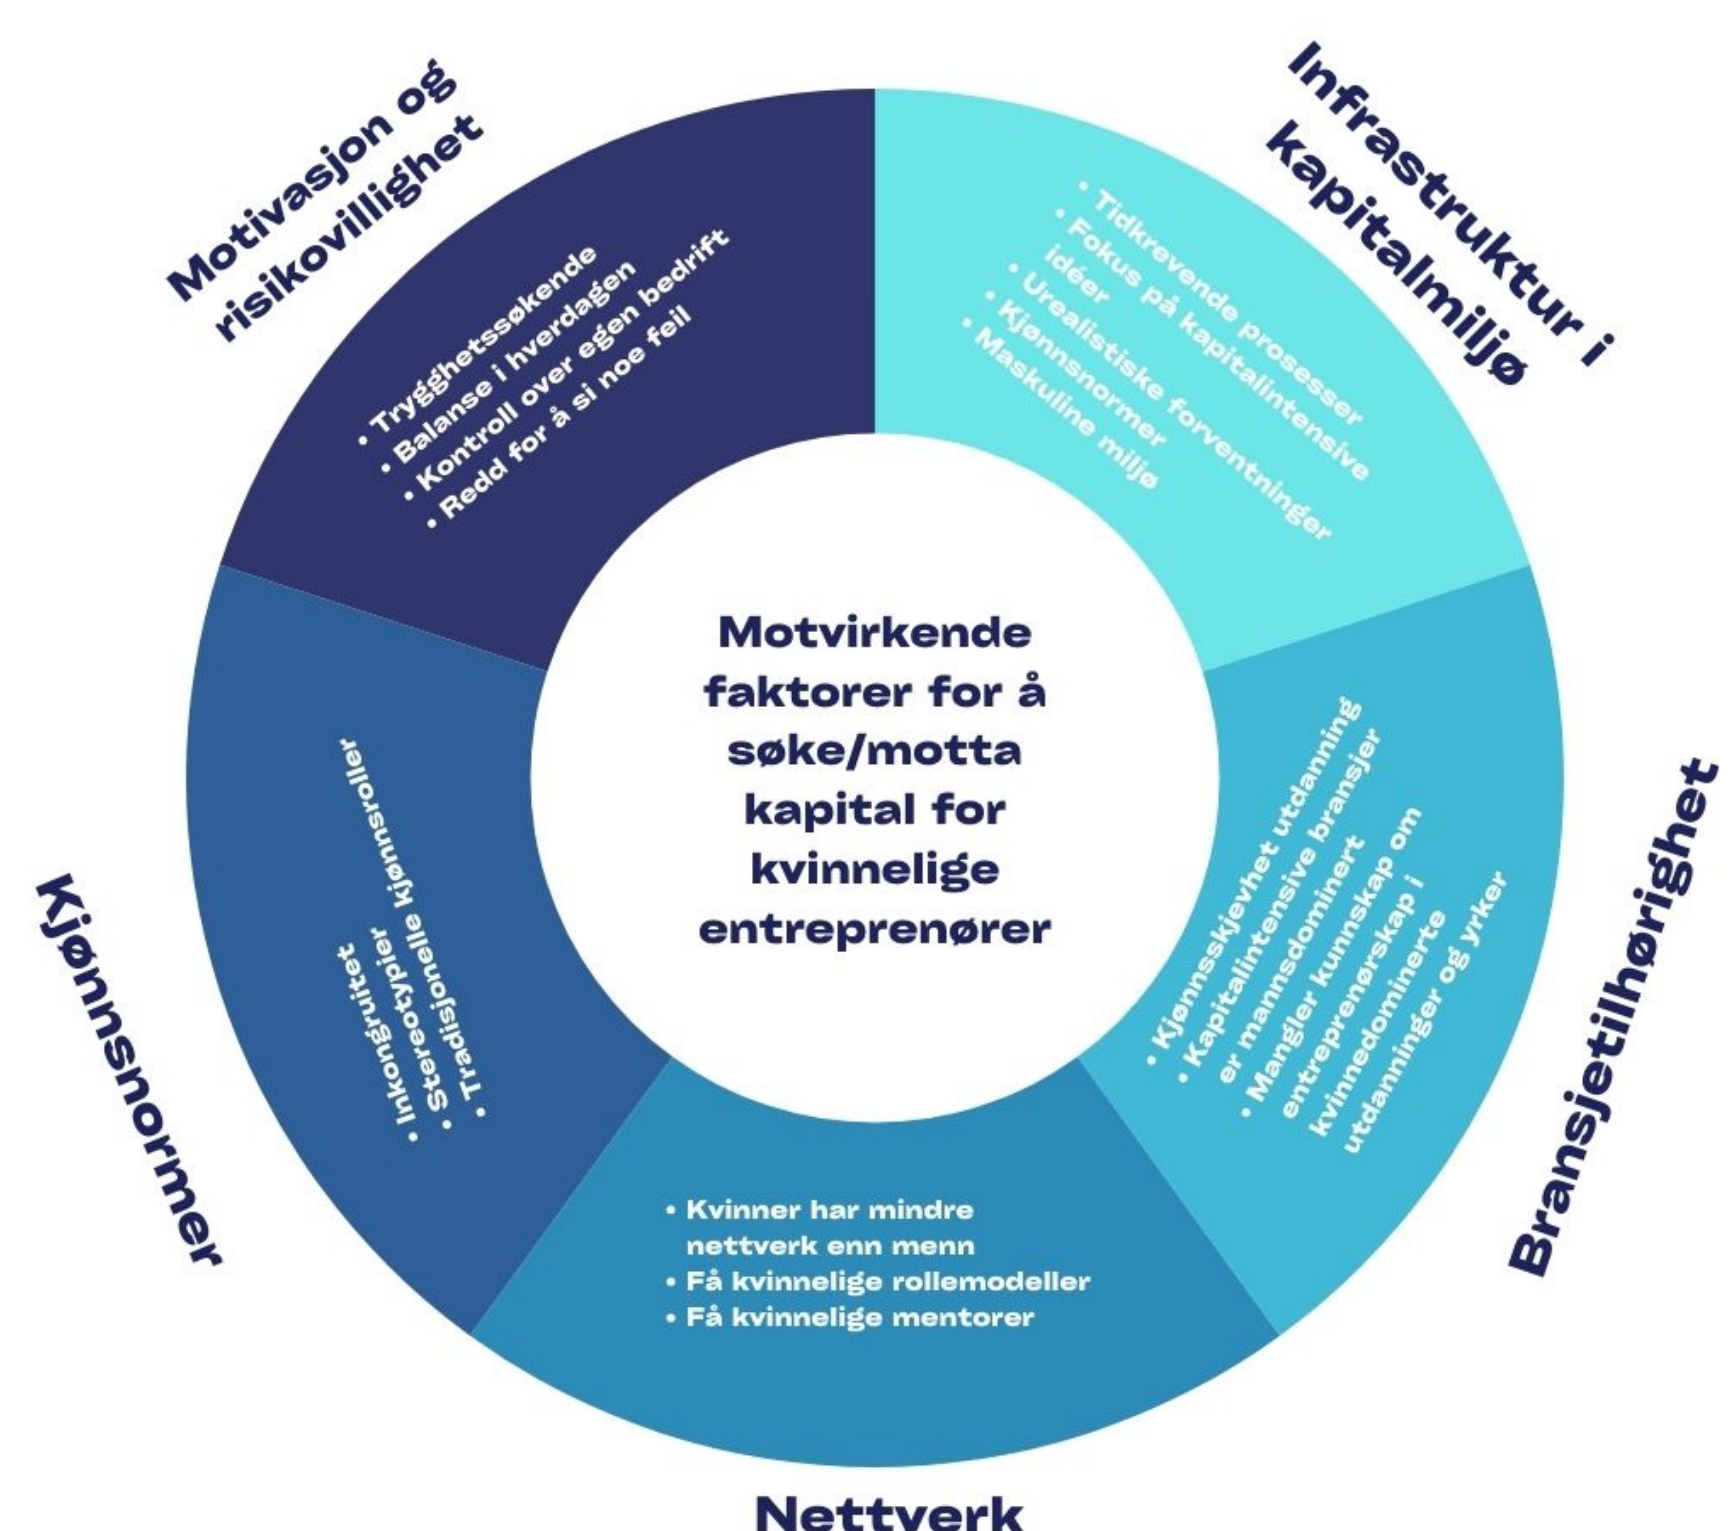 Motivasjon og
risikovillighet
• Trygghetssøkende
• Balanse i hverdagen
• Kontroll over egen bedrift
• Redd for å si noe feil
Infrastruktur i
kapitalmiljø
• Tidkrevende prosesser
• Fokus på kapitalintensive
idéer
• Urealistiske forventninger
• Kjønnsnormer
• Maskuline miljø
Motvirkende
faktorer for å
søke/motta
kapital for
kvinnelige
entreprenører
Bransjetilhørighet
• Kjønnsskjevhet utdanning
• Kapitalintensive bransjer
er mannsdominert
• Mangler kunnskap om
entreprenørskap i
kvinnedominerte
utdanninger og yrker
Kjønnsnormer
• Inkongruitet
• Stereotypier
• Tradisjonelle kjønnsroller
• Kvinner har mindre
nettverk enn menn
• Få kvinnelige rollemodeller
• Få kvinnelige mentorer
Nettverk